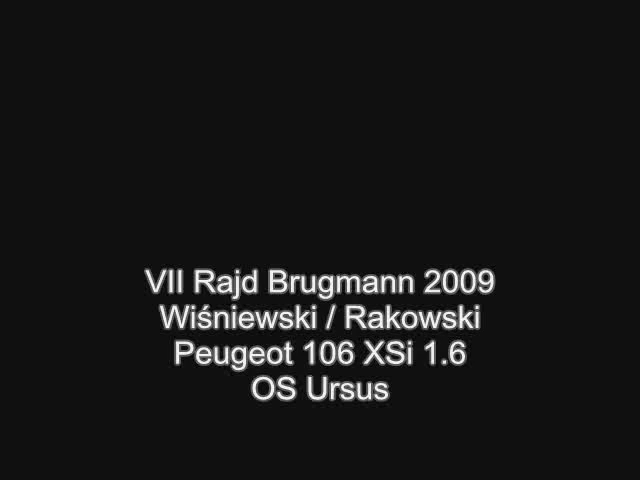 VII Rajd Brugmann 2009
Wiśniewski / Rakowski
Peugeot 106 XSi 1.6
OS Ursus